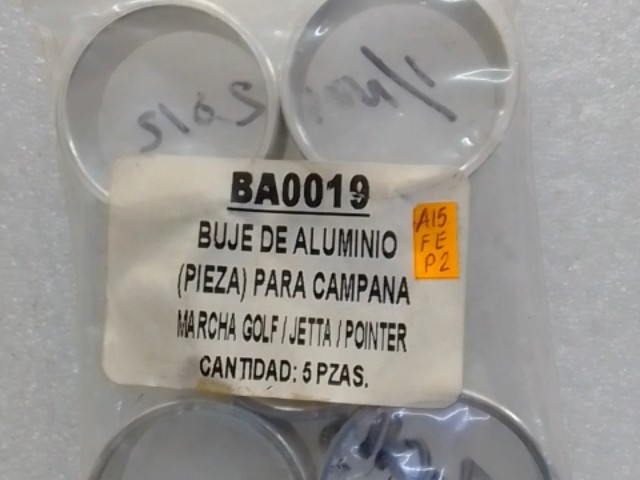 BA0019
BUJE DE ALUMINIO
(PIEZA) PARA CAMPANA
MARCHA GOLF / JETTA / POINTER
CANTIDAD: 5 PZAS.
A15
FE
P2